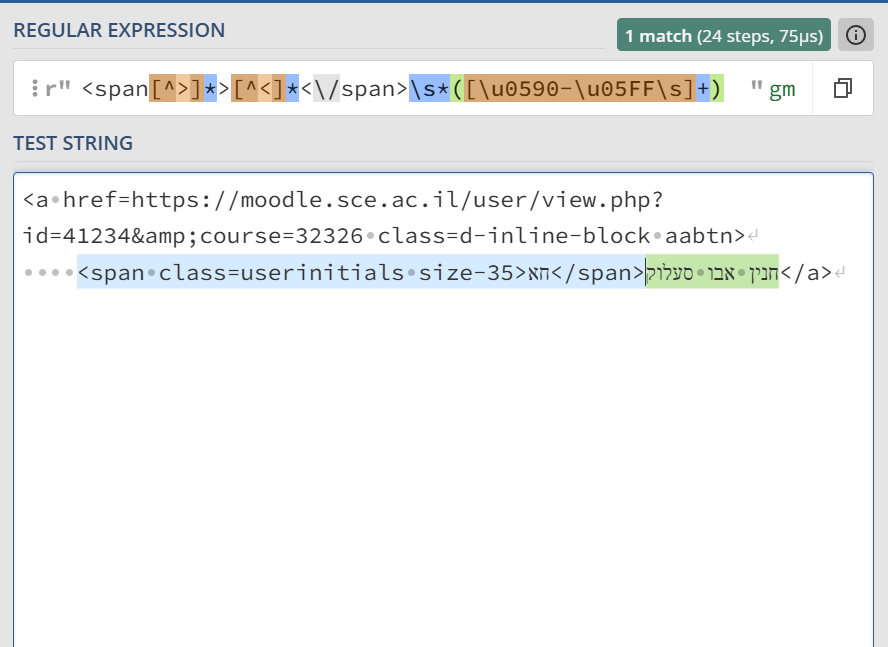 REGULAR EXPRESSION
1 match (24 steps, 75µs)
r" <span[^>]*>[^<]*<\/span>\s*([\u0590-\u05FF\s]+) " gm
TEST STRING
<a href=https://moodle.sce.ac.il/user/view.php?
id=41234&amp;course=32326 class=d-inline-block aabtn>
<span class=userinitials size-35>חא</span>חנין אבו סעלוק</a>